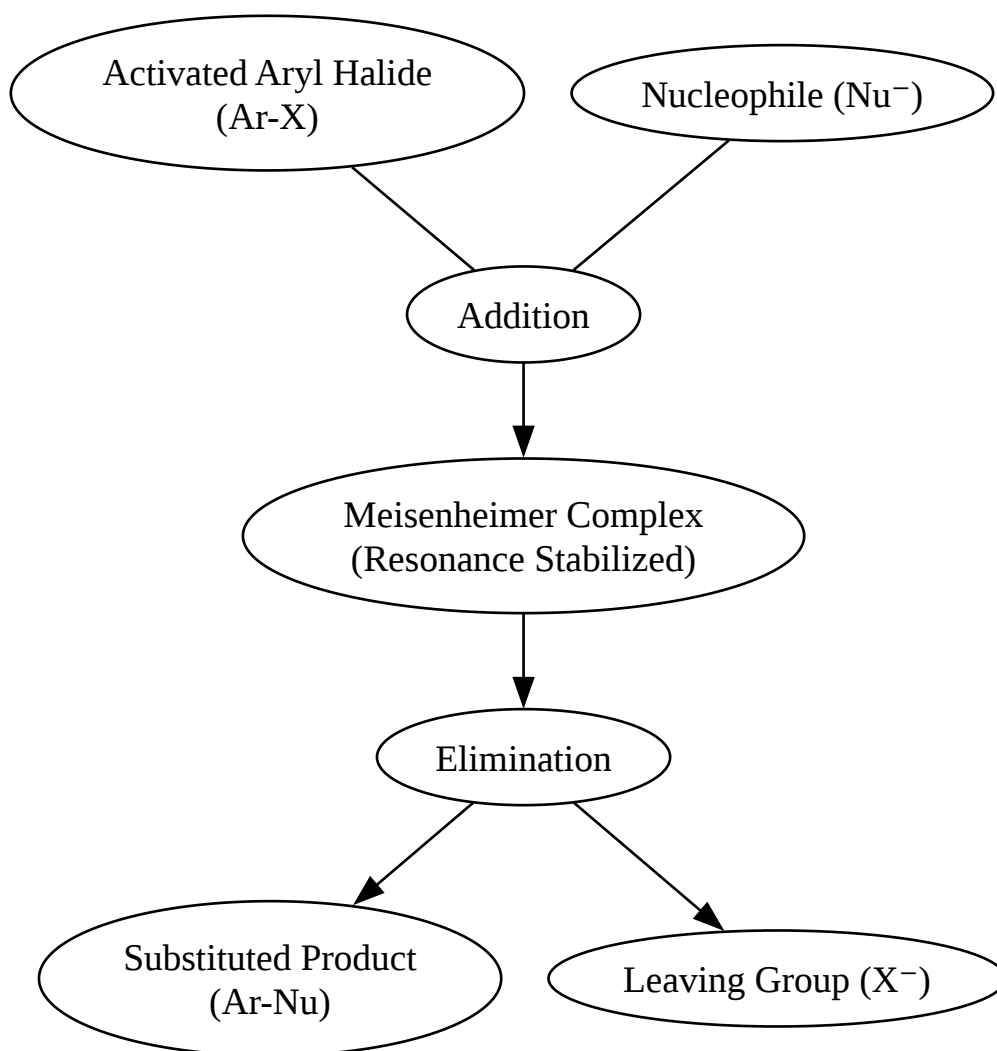 Activated Aryl Halide
(Ar-X)
Nucleophile (Nu⁻)
Addition
Meisenheimer Complex
(Resonance Stabilized)
Elimination
Substituted Product
(Ar-Nu)
Leaving Group (X⁻)